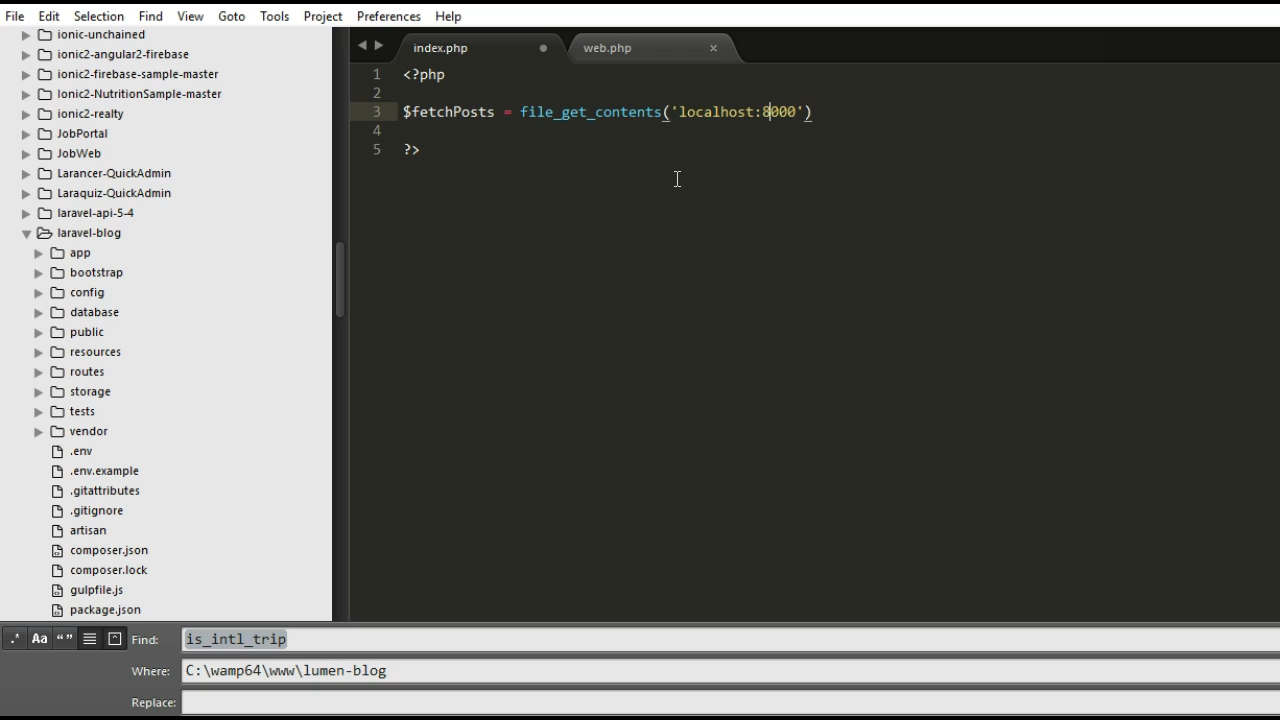 File Edit Selection Find View Goto Tools Project Preferences Help
ionic-unchained
ionic2-angular2-firebase
ionic2-firebase-sample-master
Ionic2-NutritionSample-master
ionic2-realty
JobPortal
JobWeb
Larancer-QuickAdmin
Laraquiz-QuickAdmin
laravel-api-5-4
laravel-blog
app
bootstrap
config
database
public
resources
routes
storage
tests
vendor
.env
.env.example
.gitattributes
.gitignore
artisan
composer.json
composer.lock
gulpfile.js
package.json
index.php web.php
1 <?php
2
3 $fetchPosts = file_get_contents('localhost:8000')
4
5 ?>
.* Aa “” Find: is_intl_trip
Where: C:\wamp64\www\lumen-blog
Replace: